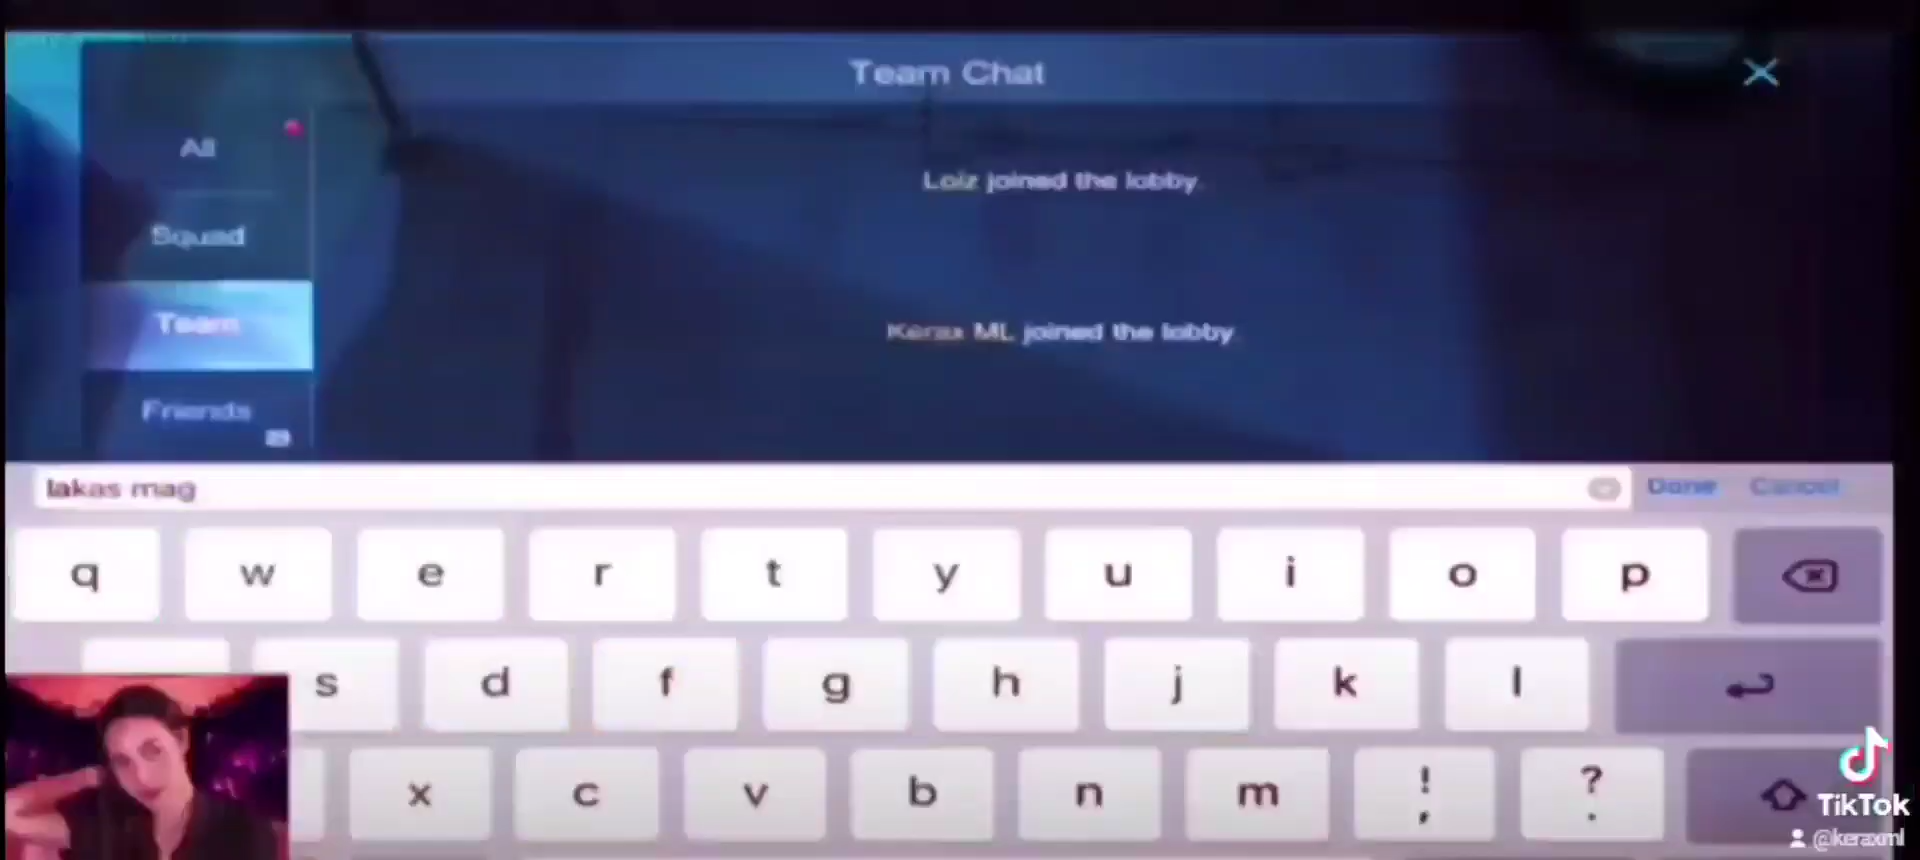 Team Chat
All
Loiz joined the lobby.
Squad
Team
Kerax ML joined the lobby.
Friends
lakas mag
Done Cancel
q w e r t y u i o p
s d f g h j k l
x c v b n m ! , ? .
TikTok
@keraxml